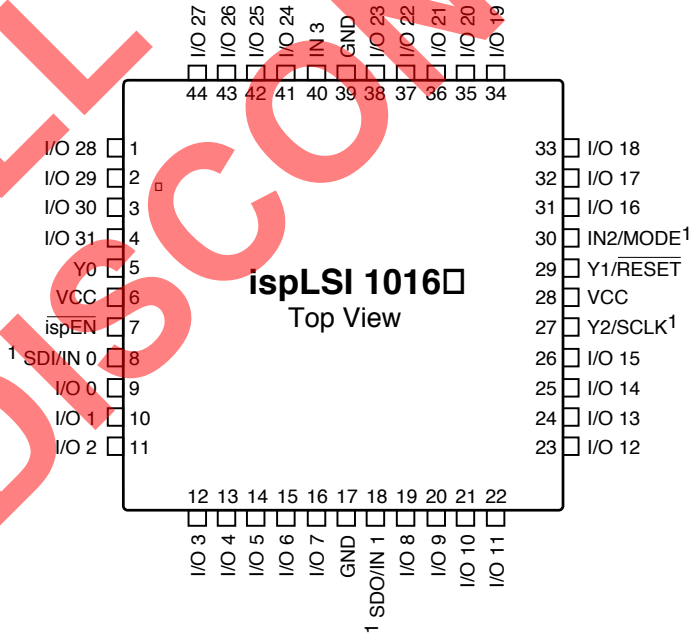 I/O 27
I/O 26
I/O 25
I/O 24
IN 3
GND
I/O 23
I/O 22
I/O 21
I/O 20
I/O 19
44 43 42 41 40 39 38 37 36 35 34
I/O 28 1
I/O 29 2
I/O 30 3
I/O 31 4
Y0 5
VCC 6
ispEN 7
1 SDI/IN 0 8
I/O 0 9
I/O 1 10
I/O 2 11
33 I/O 18
32 I/O 17
31 I/O 16
30 IN2/MODE1
29 Y1/RESET
28 VCC
27 Y2/SCLK1
26 I/O 15
25 I/O 14
24 I/O 13
23 I/O 12
ispLSI 1016
Top View
12 13 14 15 16 17 18 19 20 21 22
I/O 3
I/O 4
I/O 5
I/O 6
I/O 7
GND
1 SDO/IN 1
I/O 8
I/O 9
I/O 10
I/O 11
LL
DISCON